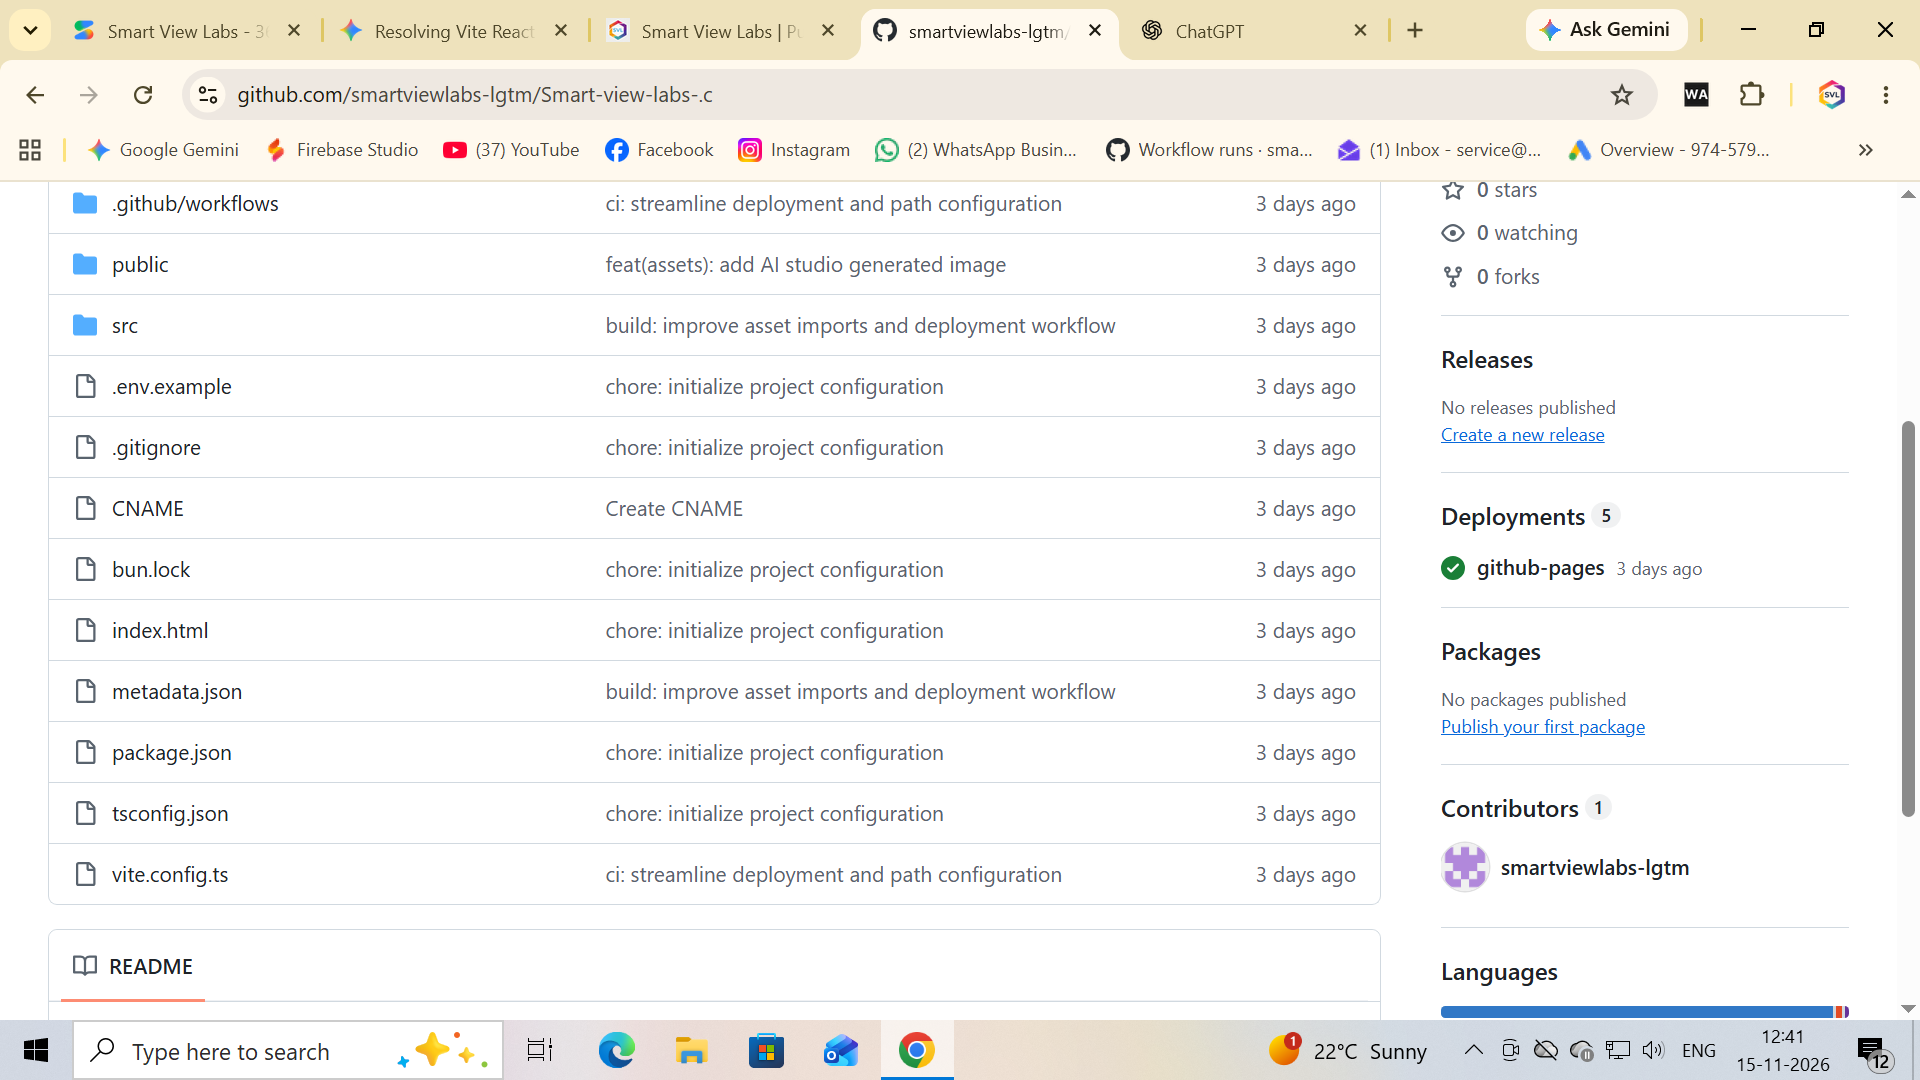 Smart View Labs - 3
Resolving Vite React
Smart View Labs | Pu
smartviewlabs-lgtm/
ChatGPT
Ask Gemini
github.com/smartviewlabs-lgtm/Smart-view-labs-.c
WA
SVL
Google Gemini
Firebase Studio
(37) YouTube
Facebook
Instagram
(2) WhatsApp Busin...
Workflow runs · sma...
(1) Inbox - service@...
Overview - 974-579...
.github/workflows ci: streamline deployment and path configuration 3 days ago
public feat(assets): add AI studio generated image 3 days ago
src build: improve asset imports and deployment workflow 3 days ago
.env.example chore: initialize project configuration 3 days ago
.gitignore chore: initialize project configuration 3 days ago
CNAME Create CNAME 3 days ago
bun.lock chore: initialize project configuration 3 days ago
index.html chore: initialize project configuration 3 days ago
metadata.json build: improve asset imports and deployment workflow 3 days ago
package.json chore: initialize project configuration 3 days ago
tsconfig.json chore: initialize project configuration 3 days ago
vite.config.ts ci: streamline deployment and path configuration 3 days ago
README
0 stars
0 watching
0 forks
Releases
No releases published
Create a new release
Deployments 5
github-pages 3 days ago
Packages
No packages published
Publish your first package
Contributors 1
smartviewlabs-lgtm
Languages
Type here to search
1
22°C Sunny
ENG
12:41
15-11-2026
12